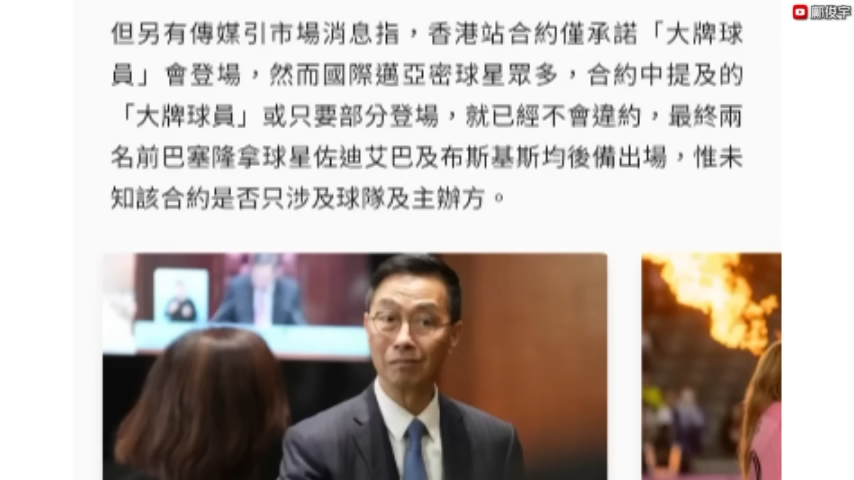 鄺俊宇
但另有傳媒引市場消息指，香港站合約僅承諾「大牌球
員」會登場，然而國際邁亞密球星眾多，合約中提及的
「大牌球員」或只要部分登場，就已經不會違約，最終兩
名前巴塞隆拿球星佐迪艾巴及布斯基斯均後備出場，惟未
知該合約是否只涉及球隊及主辦方。